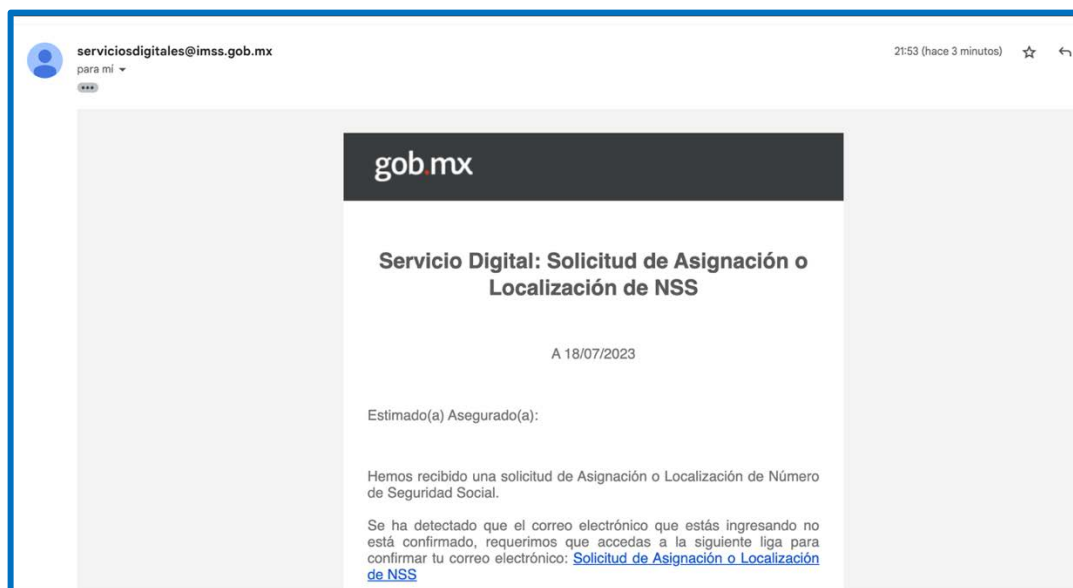 serviciosdigitales@imss.gob.mx
21:53 (hace 3 minutos)
para mí
gob.mx
Servicio Digital: Solicitud de Asignación o
Localización de NSS
A 18/07/2023
Estimado(a) Asegurado(a):
Hemos recibido una solicitud de Asignación o Localización de Número
de Seguridad Social.
Se ha detectado que el correo electrónico que estás ingresando no
está confirmado, requerimos que accedas a la siguiente liga para
confirmar tu correo electrónico: Solicitud de Asignación o Localización
de NSS